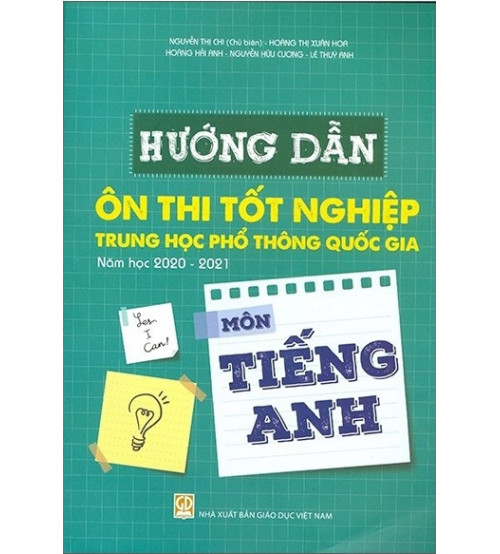 NGUYỄN THỊ CHI (Chủ biên) - HOÀNG THỊ XUÂN HOA
HOÀNG HẢI ANH - NGUYỄN HỮU CƯƠNG - LÊ THUỲ ANH
HƯỚNG DẪN
ÔN THI TỐT NGHIỆP
TRUNG HỌC PHỔ THÔNG QUỐC GIA
Năm học 2020 - 2021
Yes,
I
Can!
MÔN
TIẾNG
ANH
GD
NHÀ XUẤT BẢN GIÁO DỤC VIỆT NAM